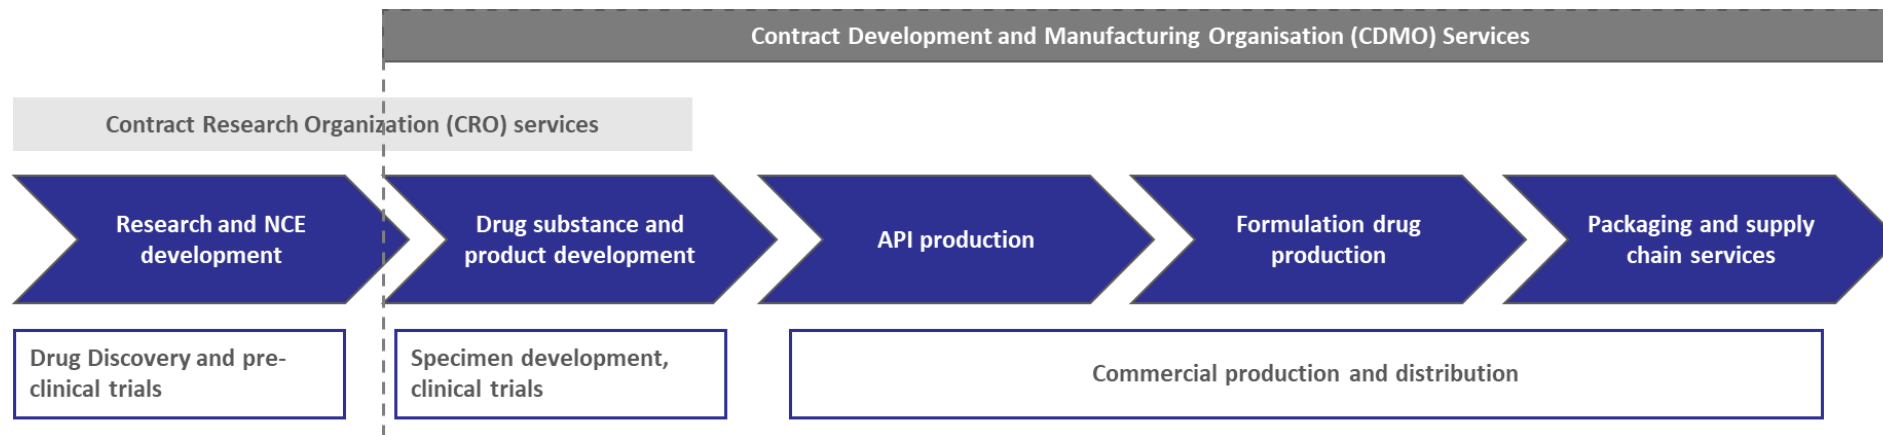 Contract Development and Manufacturing Organisation (CDMO) Services
Contract Research Organization (CRO) services
Research and NCE
development
Drug substance and
product development
API production
Formulation drug
production
Packaging and supply
chain services
Drug Discovery and pre-
clinical trials
Specimen development,
clinical trials
Commercial production and distribution